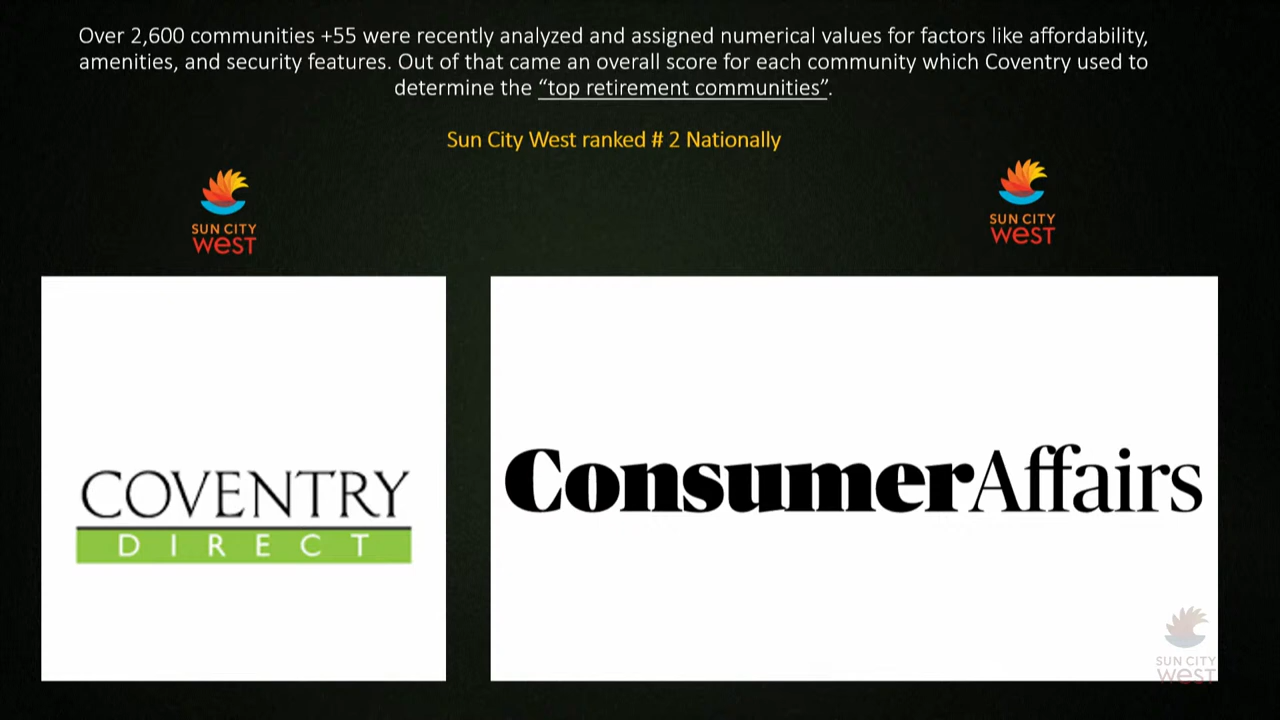 Over 2,600 communities +55 were recently analyzed and assigned numerical values for factors like affordability,
amenities, and security features. Out of that came an overall score for each community which Coventry used to
determine the “top retirement communities”.
Sun City West ranked # 2 Nationally
SUN CITY
WeST
SUN CITY
WeST
COVENTRY
DIRECT
ConsumerAffairs
SUN CITY
WeST